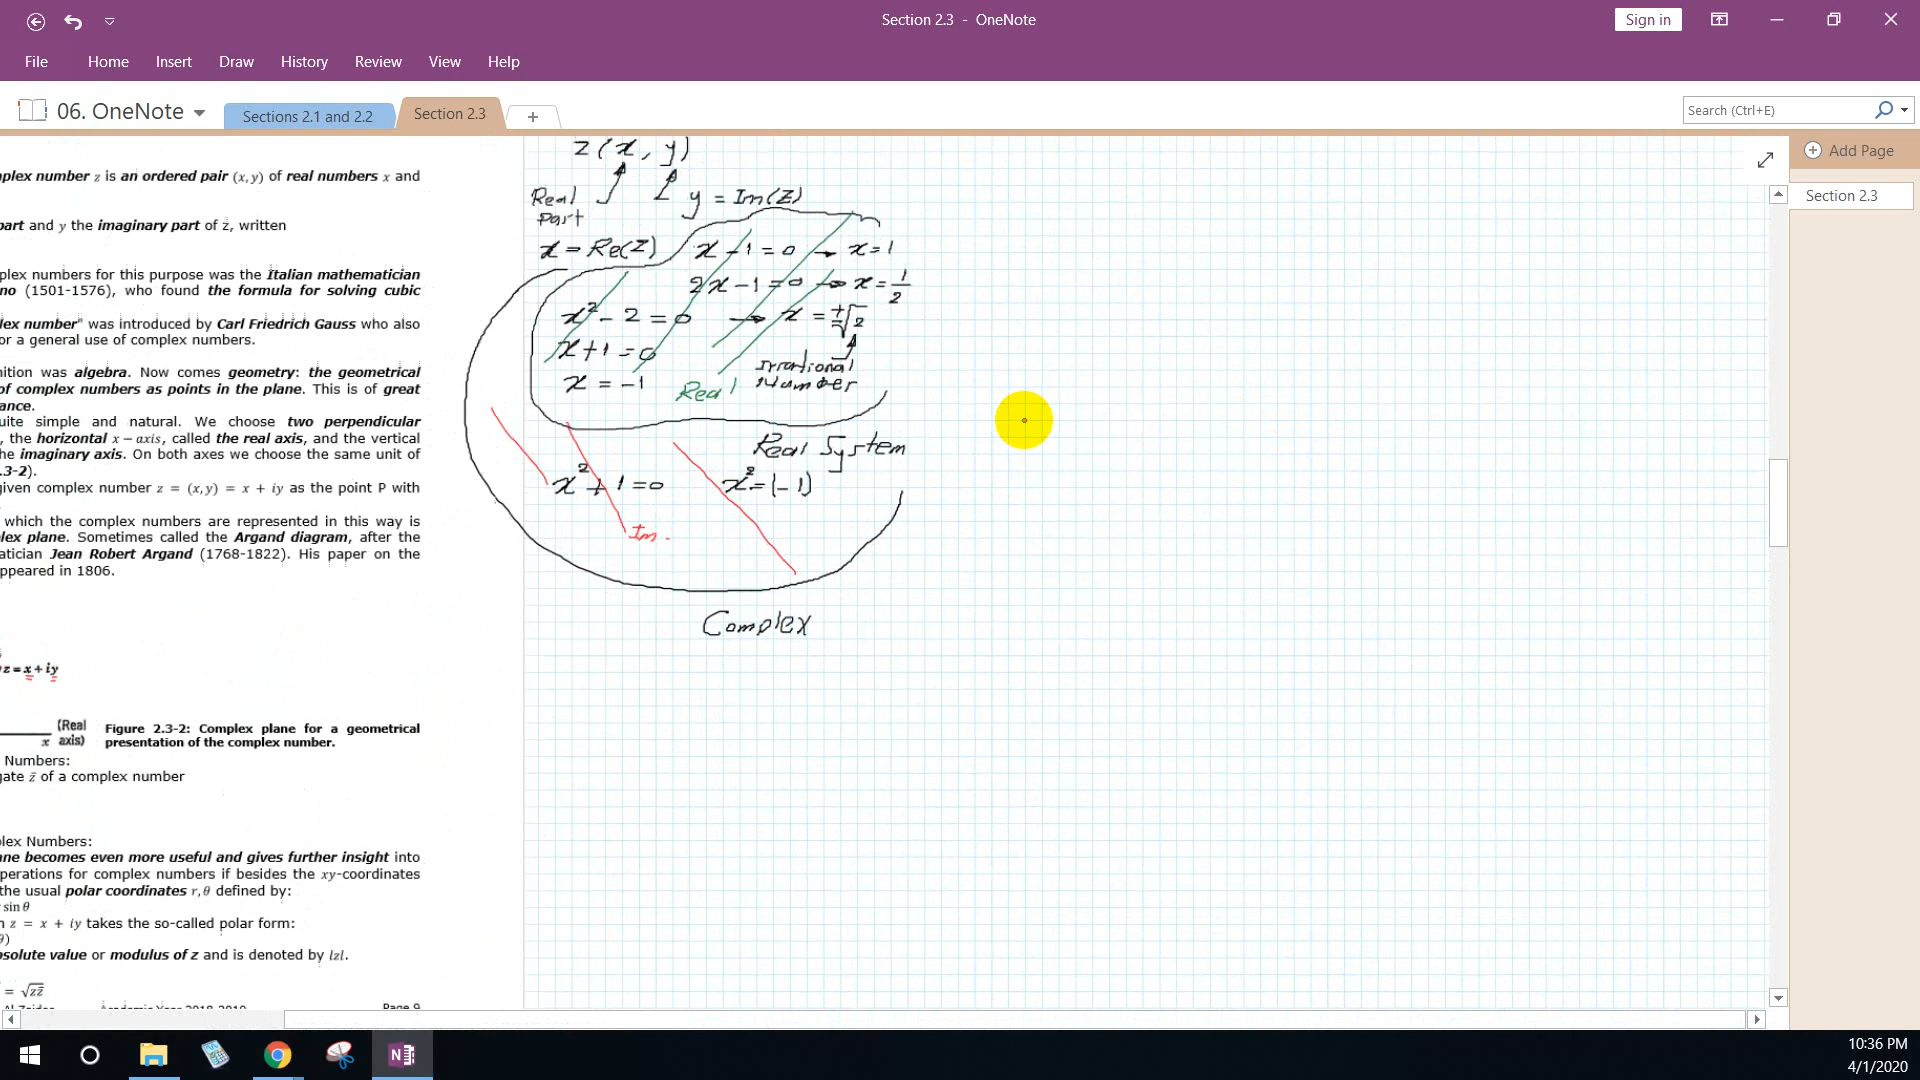 Section 2.3 - OneNote
Sign in
File Home Insert Draw History Review View Help
06. OneNote
Sections 2.1 and 2.2
Section 2.3
Search (Ctrl+E)
Add Page
Section 2.3
nplex number z is an ordered pair (x, y) of real numbers x and
part and y the imaginary part of z, written
plex numbers for this purpose was the Italian mathematician
no (1501-1576), who found the formula for solving cubic
lex number" was introduced by Carl Friedrich Gauss who also
or a general use of complex numbers.
nition was algebra. Now comes geometry: the geometrical
of complex numbers as points in the plane. This is of great
ance.
uite simple and natural. We choose two perpendicular
, the horizontal x – axis, called the real axis, and the vertical
he imaginary axis. On both axes we choose the same unit of
.3-2).
given complex number z = (x, y) = x + iy as the point P with
which the complex numbers are represented in this way is
lex plane. Sometimes called the Argand diagram, after the
atician Jean Robert Argand (1768-1822). His paper on the
ppeared in 1806.
z = x + iy
(Real
x axis)
Figure 2.3-2: Complex plane for a geometrical
presentation of the complex number.
Numbers:
gate z̄ of a complex number
plex Numbers:
ane becomes even more useful and gives further insight into
perations for complex numbers if besides the xy-coordinates
the usual polar coordinates r, θ defined by:
sin θ
n z = x + iy takes the so-called polar form:
θ)
bsolute value or modulus of z and is denoted by |z|.
= √zz̄
Academic Year 2018-2019 Page 9
z(x, y)
Real
part
y = Im(z)
x = Re(z)
x - 1 = 0 → x = 1
2x - 1 = 0 → x = 1/2
x² - 2 = 0 → x = ±√2
x + 1 = 0
x = -1
Irrational
Number
Real
Real System
x² + 1 = 0 x² = (-1)
Im.
Complex
10:36 PM
4/1/2020